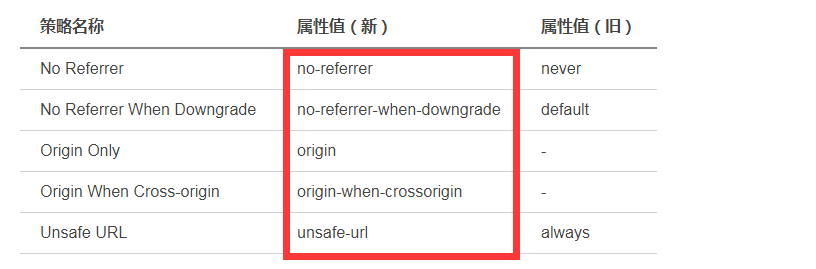 策略名称 属性值（新） 属性值（旧）
No Referrer no-referrer never
No Referrer When Downgrade no-referrer-when-downgrade default
Origin Only origin -
Origin When Cross-origin origin-when-crossorigin -
Unsafe URL unsafe-url always